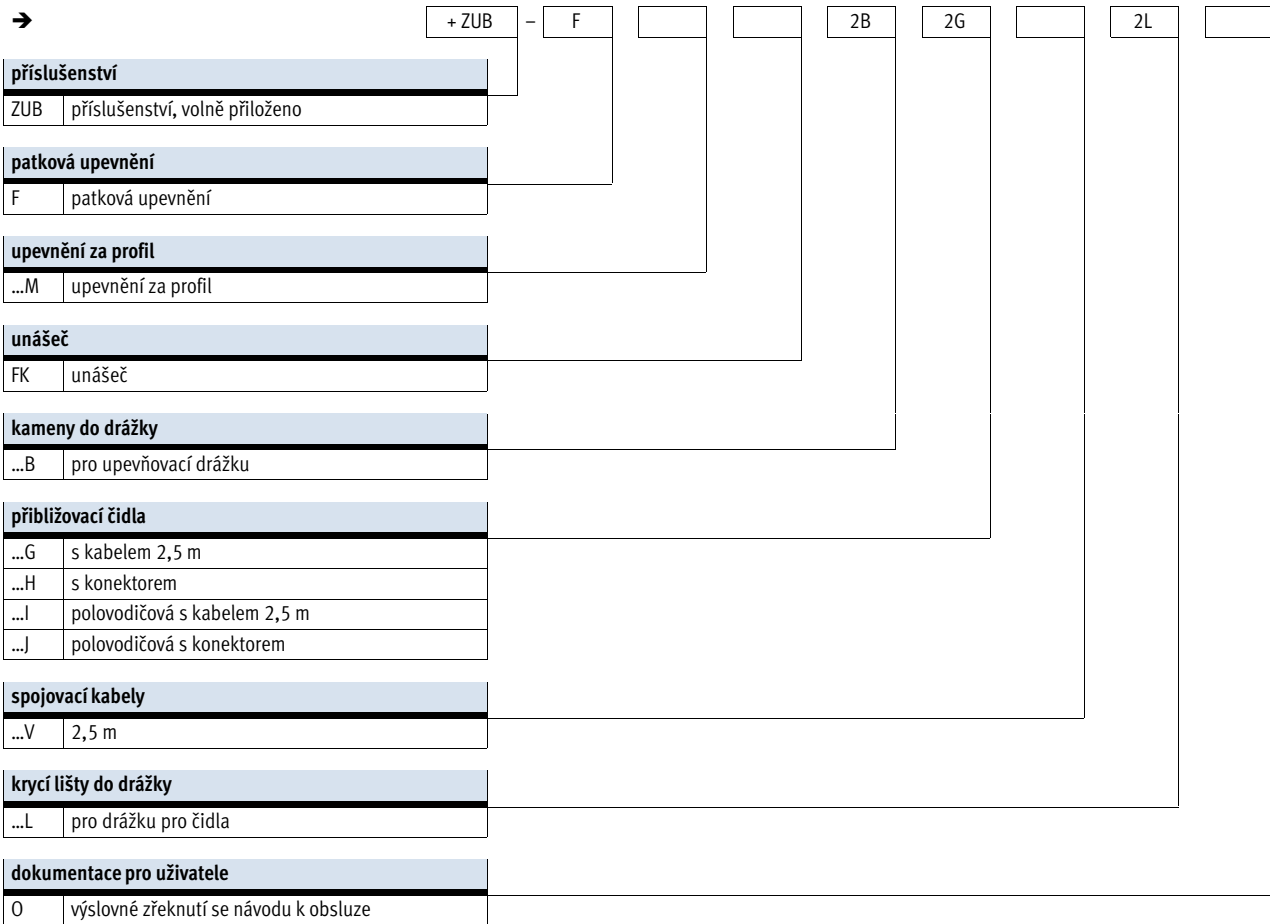 ➔ + ZUB – F 2B 2G 2L
příslušenství
ZUB příslušenství, volně přiloženo
patková upevnění
F patková upevnění
upevnění za profil
...M upevnění za profil
unášeč
FK unášeč
kameny do drážky
...B pro upevňovací drážku
přibližovací čidla
...G s kabelem 2,5 m
...H s konektorem
...I polovodičová s kabelem 2,5 m
...J polovodičová s konektorem
spojovací kabely
...V 2,5 m
krycí lišty do drážky
...L pro drážku pro čidla
dokumentace pro uživatele
O výslovné zřeknutí se návodu k obsluze